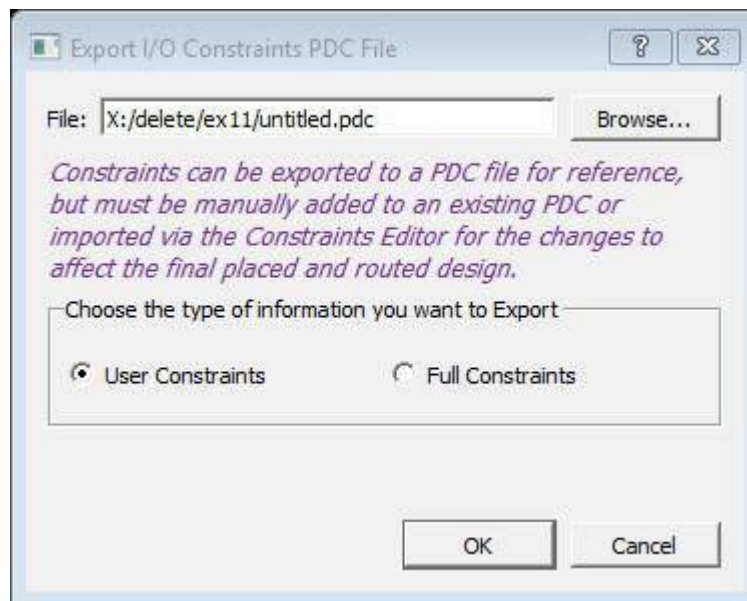 Export I/O Constraints PDC File
File: X:/delete/ex11/untitled.pdc Browse...
Constraints can be exported to a PDC file for reference,
but must be manually added to an existing PDC or
imported via the Constraints Editor for the changes to
affect the final placed and routed design.
Choose the type of information you want to Export
User Constraints Full Constraints
OK Cancel